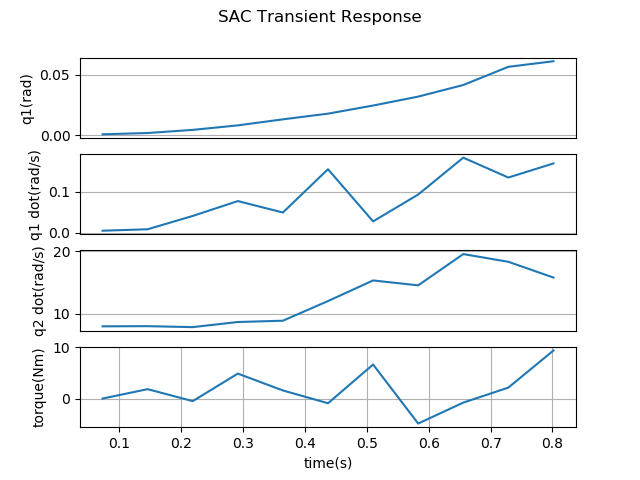 SAC Transient Response
q1(rad)
0.05
0.00
q1 dot(rad/s)
0.1
0.0
q2 dot(rad/s)
20
10
torque(Nm)
10
0
0.1 0.2 0.3 0.4 0.5 0.6 0.7 0.8
time(s)